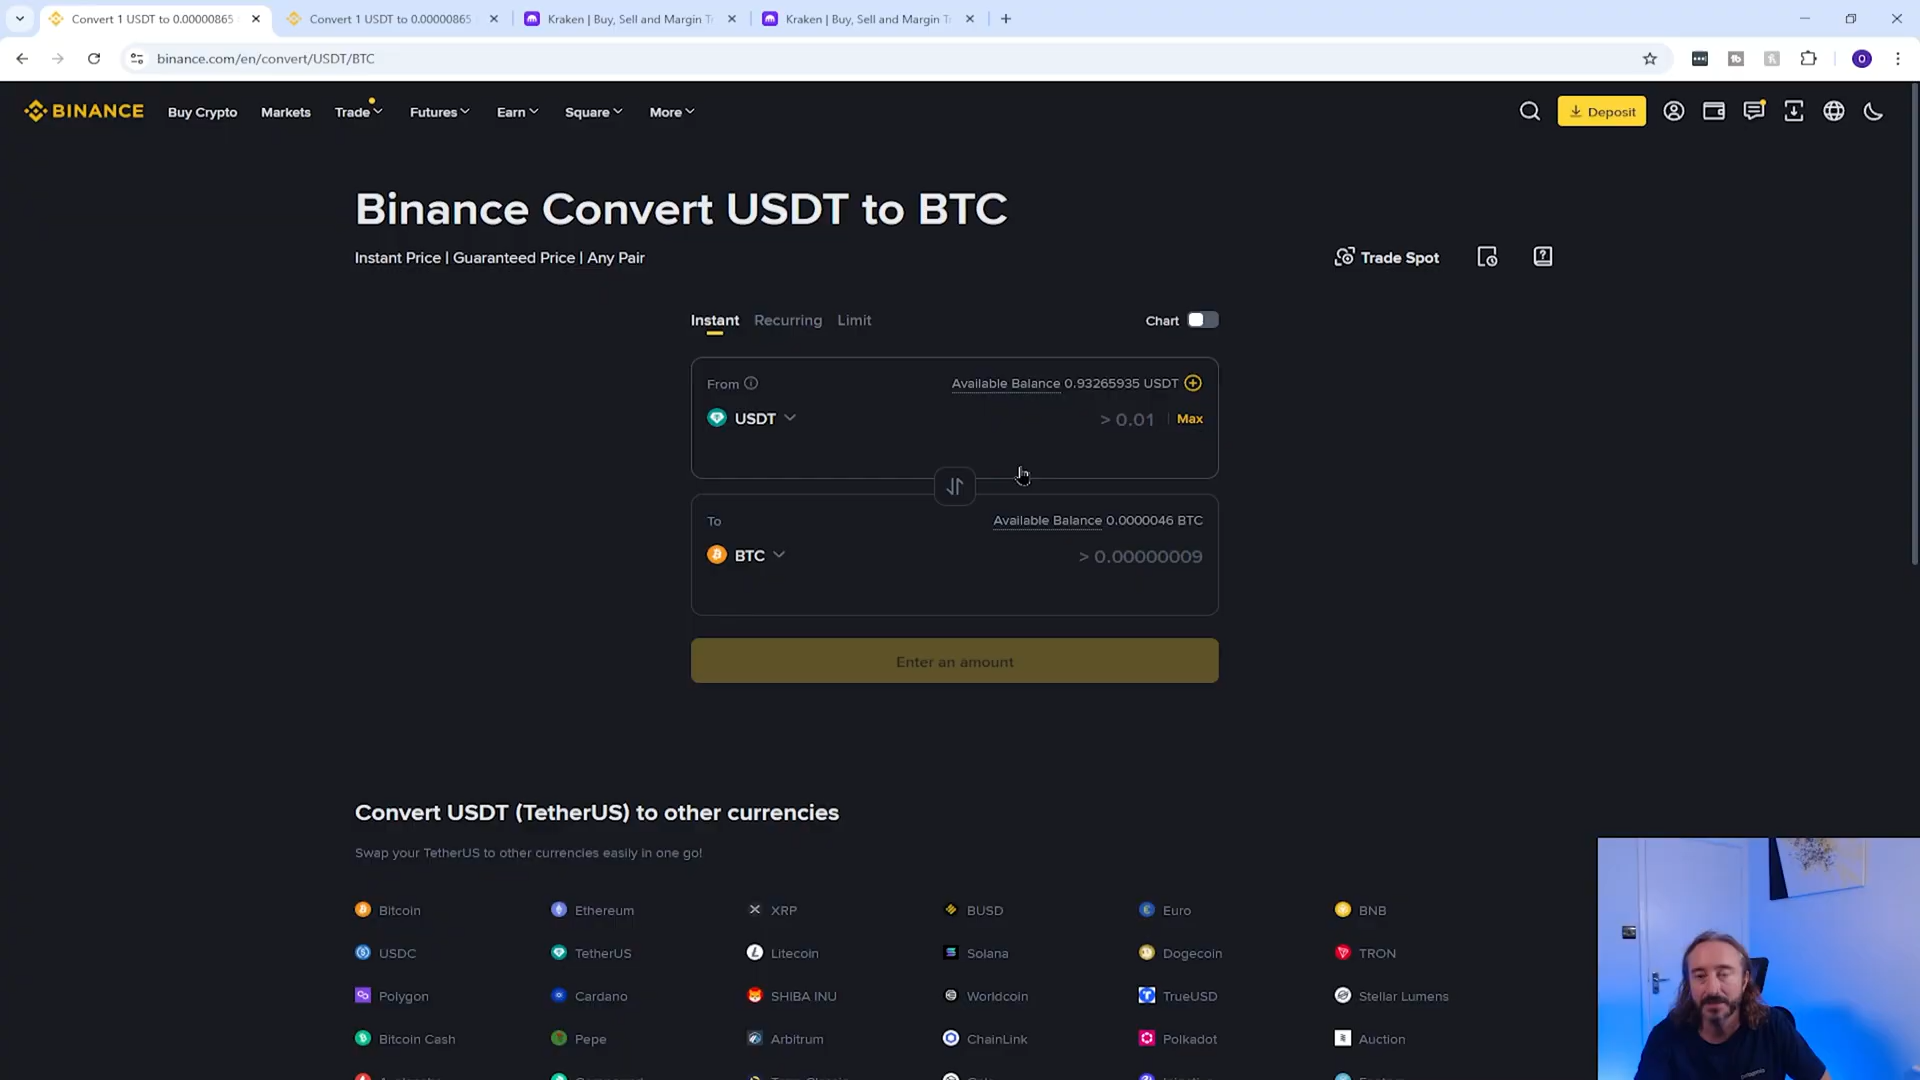 Convert 1 USDT to 0.00000865
Convert 1 USDT to 0.00000865
Kraken | Buy, Sell and Margin T
Kraken | Buy, Sell and Margin T
binance.com/en/convert/USDT/BTC
BINANCE
Buy Crypto
Markets
Trade
Futures
Earn
Square
More
Deposit
Binance Convert USDT to BTC
Instant Price | Guaranteed Price | Any Pair
Trade Spot
Instant
Recurring
Limit
Chart
From
Available Balance 0.93265935 USDT
USDT
> 0.01
Max
To
Available Balance 0.0000046 BTC
BTC
> 0.00000009
Enter an amount
Convert USDT (TetherUS) to other currencies
Swap your TetherUS to other currencies easily in one go!
Bitcoin
Ethereum
XRP
BUSD
Euro
BNB
USDC
TetherUS
Litecoin
Solana
Dogecoin
TRON
Polygon
Cardano
SHIBA INU
Worldcoin
TrueUSD
Stellar Lumens
Bitcoin Cash
Pepe
Arbitrum
ChainLink
Polkadot
Auction